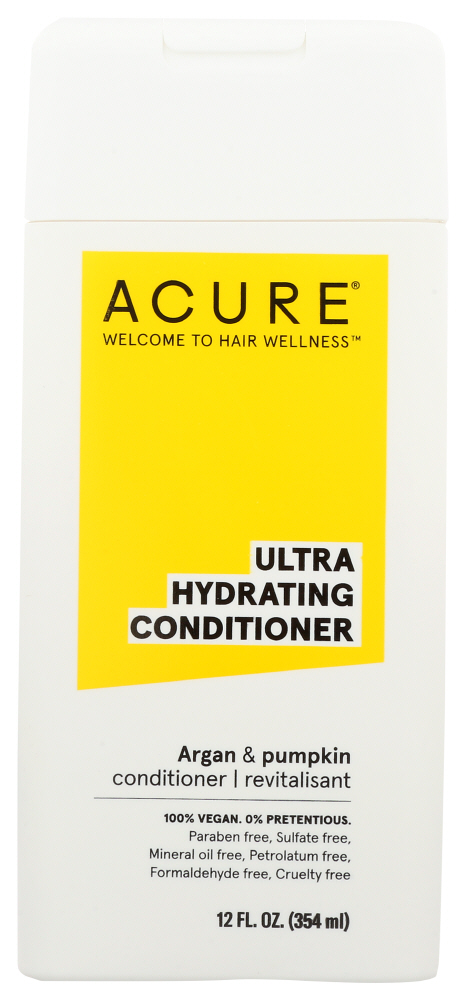 ACURE®
WELCOME TO HAIR WELLNESS™
ULTRA
HYDRATING
CONDITIONER
Argan & pumpkin
conditioner | revitalisant
100% VEGAN. 0% PRETENTIOUS.
Paraben free, Sulfate free,
Mineral oil free, Petrolatum free,
Formaldehyde free, Cruelty free
12 FL. OZ. (354 ml)